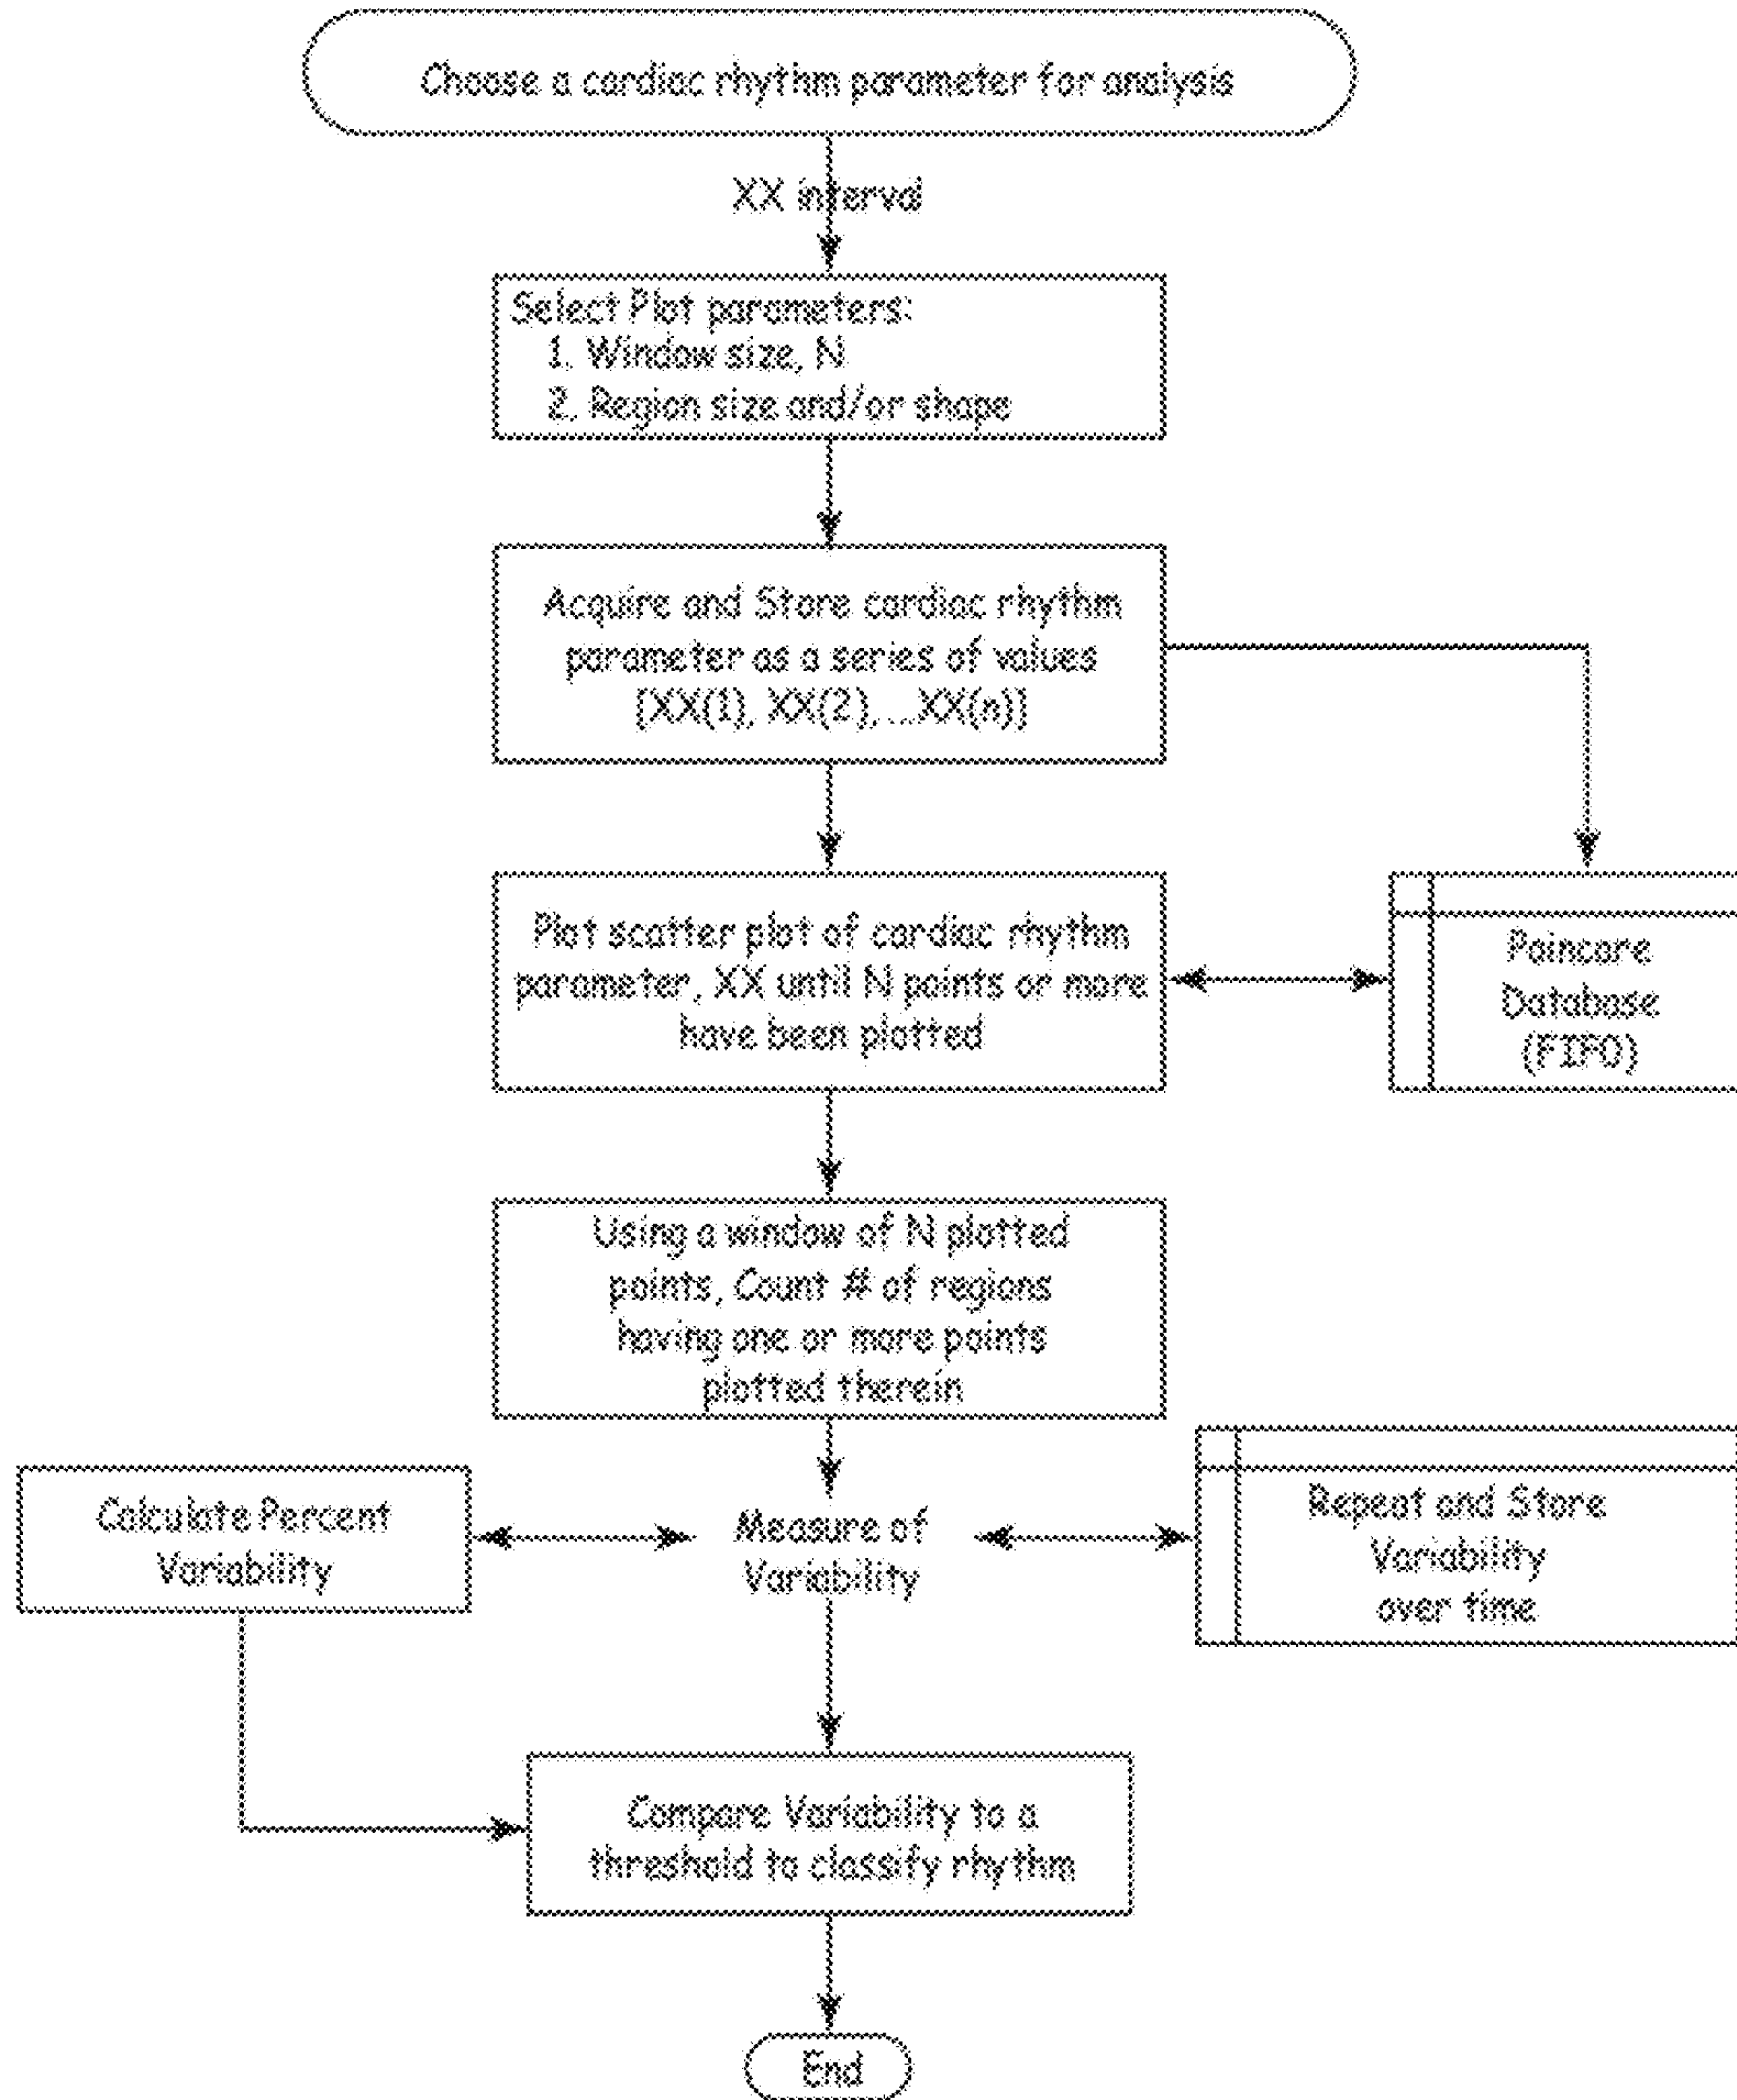 Choose a cardiac rhythm parameter for analysis
XX interval
Select Plot parameters:
1. Window size, N
2. Region size and/or shape
Acquire and Store cardiac rhythm
parameter as a series of values
[XX(1), XX(2), ...XX(n)]
Plot scatter plot of cardiac rhythm
parameter, XX until N points or more
have been plotted
Poincare
Database
(FIFO)
Using a window of N plotted
points, Count # of regions
having one or more points
plotted therein
Calculate Percent
Variability
Measure of
Variability
Repeat and Store
Variability
over time
Compare Variability to a
threshold to classify rhythm
End